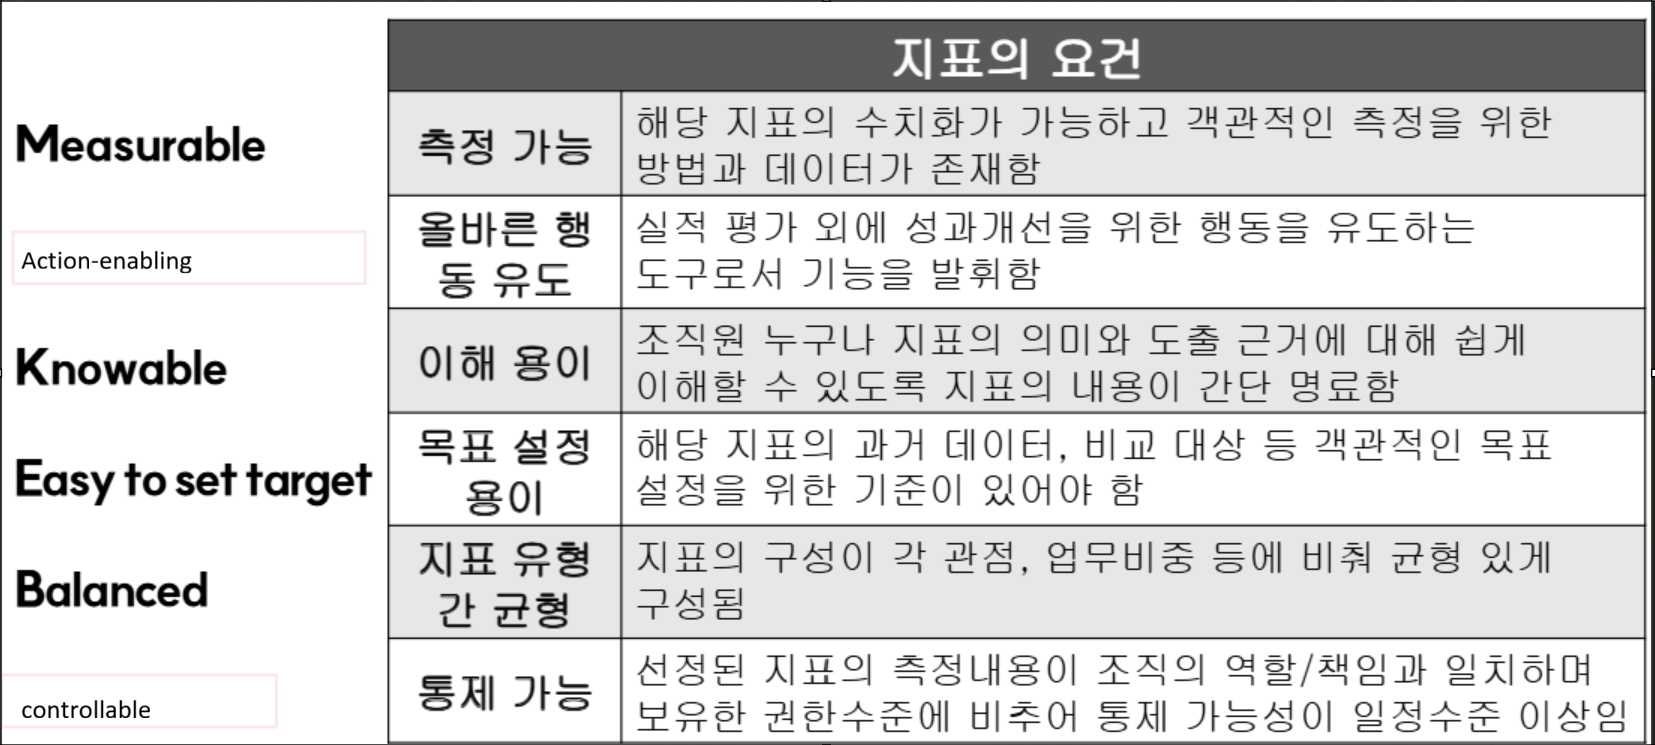 지표의 요건
Measurable
측정 가능
해당 지표의 수치화가 가능하고 객관적인 측정을 위한
방법과 데이터가 존재함
Action-enabling
올바른 행
동 유도
실적 평가 외에 성과개선을 위한 행동을 유도하는
도구로서 기능을 발휘함
Knowable
이해 용이
조직원 누구나 지표의 의미와 도출 근거에 대해 쉽게
이해할 수 있도록 지표의 내용이 간단 명료함
Easy to set target
목표 설정
용이
해당 지표의 과거 데이터, 비교 대상 등 객관적인 목표
설정을 위한 기준이 있어야 함
Balanced
지표 유형
간 균형
지표의 구성이 각 관점, 업무비중 등에 비춰 균형 있게
구성됨
controllable
통제 가능
선정된 지표의 측정내용이 조직의 역할/책임과 일치하며
보유한 권한수준에 비추어 통제 가능성이 일정수준 이상임